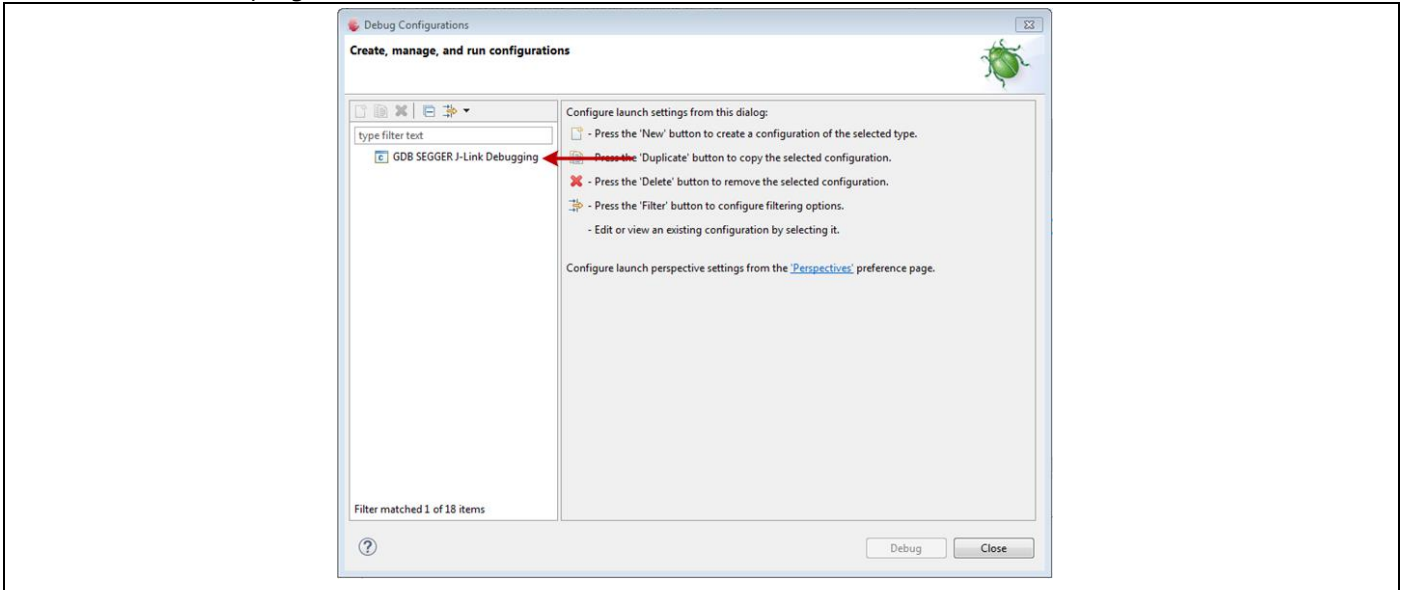 Debug Configurations
Create, manage, and run configurations
type filter text
GDB SEGGER J-Link Debugging
Filter matched 1 of 18 items
Configure launch settings from this dialog:
- Press the 'New' button to create a configuration of the selected type.
- Press the 'Duplicate' button to copy the selected configuration.
- Press the 'Delete' button to remove the selected configuration.
- Press the 'Filter' button to configure filtering options.
- Edit or view an existing configuration by selecting it.
Configure launch perspective settings from the 'Perspectives' preference page.
Debug
Close